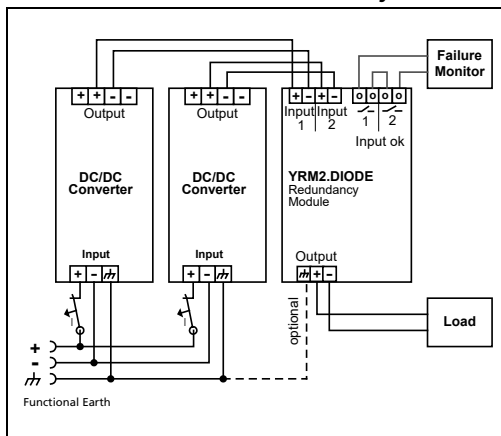 + + - -
Output
DC/DC
Converter
Input
+ -
+ + - -
Output
DC/DC
Converter
Input
+ -
+ - + -
Input Input
1 2
o o o o
1 2
Input ok
YRM2.DIODE
Redundancy
Module
Output
+ -
optional
Failure
Monitor
Load
+
-
Functional Earth